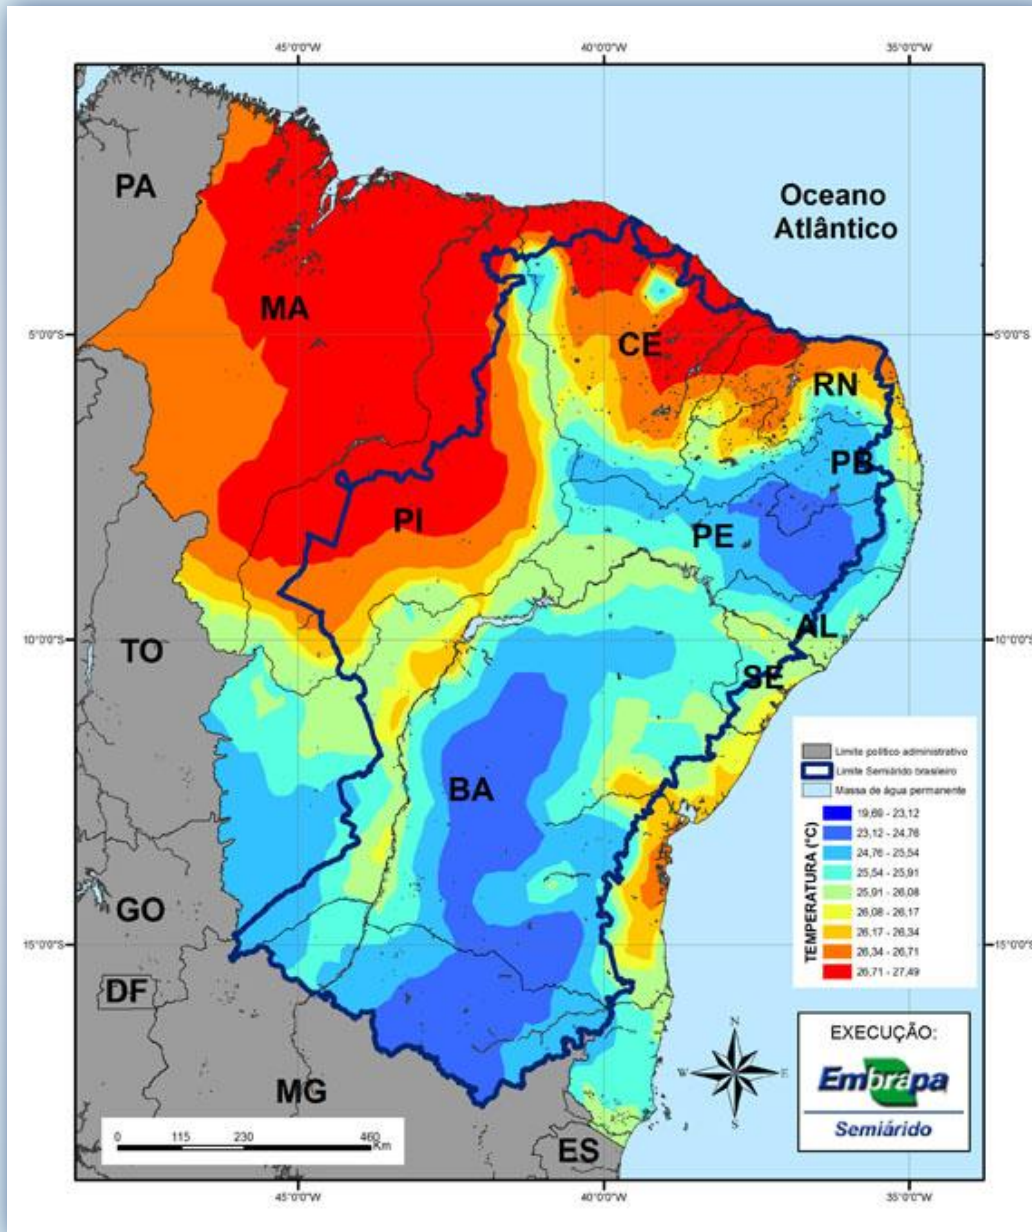 45°0'0"W 40°0'0"W 35°0'0"W
PA
Oceano
Atlântico
MA
5°0'0"S 5°0'0"S
CE
RN
PB
PI
PE
AL
10°0'0"S 10°0'0"S
TO
SE
BA
Limite político administrativo
Limite Semiárido brasileiro
Massa de água permanente
TEMPERATURA (°C)
19,69 - 23,12
23,12 - 24,76
24,76 - 25,54
25,54 - 25,91
25,91 - 26,08
26,08 - 26,17
26,17 - 26,34
26,34 - 26,71
26,71 - 27,49
GO
15°0'0"S 15°0'0"S
DF
N
W E
S
EXECUÇÃO:
Embrapa
Semiárido
MG
0 115 230 460
Km
ES
45°0'0"W 40°0'0"W 35°0'0"W